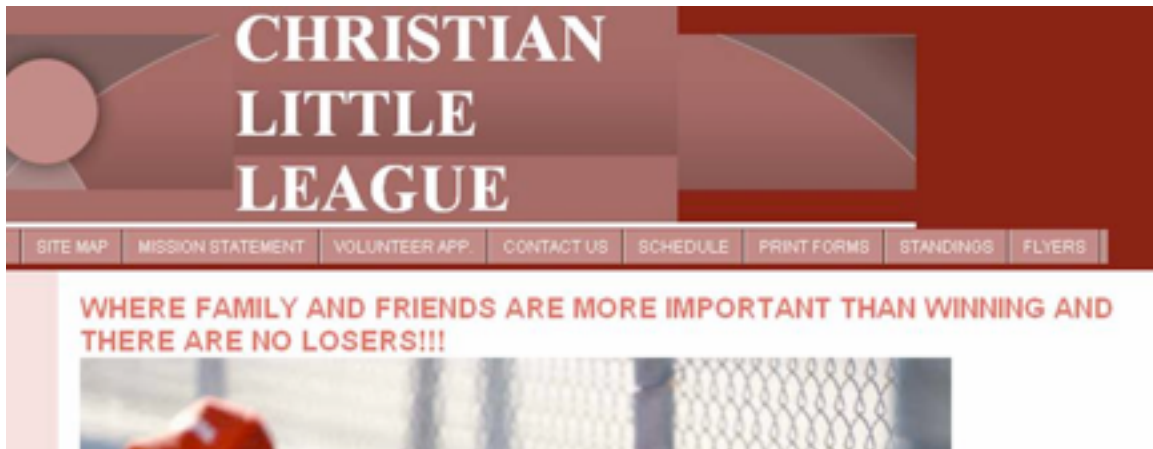 CHRISTIAN
LITTLE
LEAGUE
SITE MAP MISSION STATEMENT VOLUNTEER APP. CONTACT US SCHEDULE PRINT FORMS STANDINGS FLYERS
WHERE FAMILY AND FRIENDS ARE MORE IMPORTANT THAN WINNING AND
THERE ARE NO LOSERS!!!